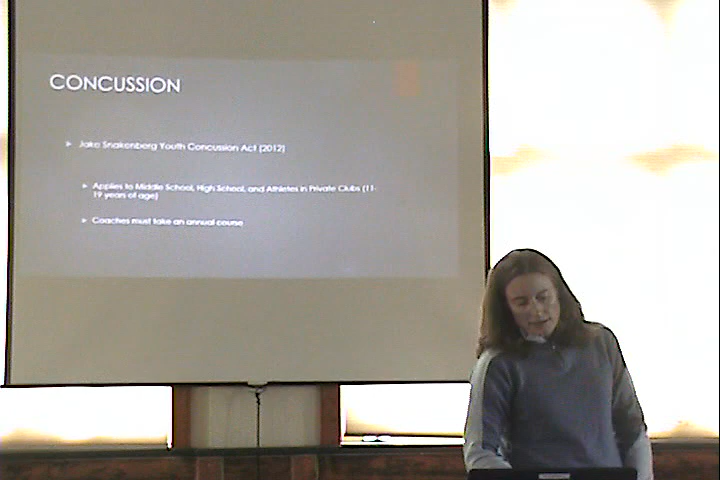 CONCUSSION
Jake Snakenberg Youth Concussion Act (2012)
Applies to Middle School, High School, and Athletes in Private Clubs (11-
19 years of age)
Coaches must take an annual course